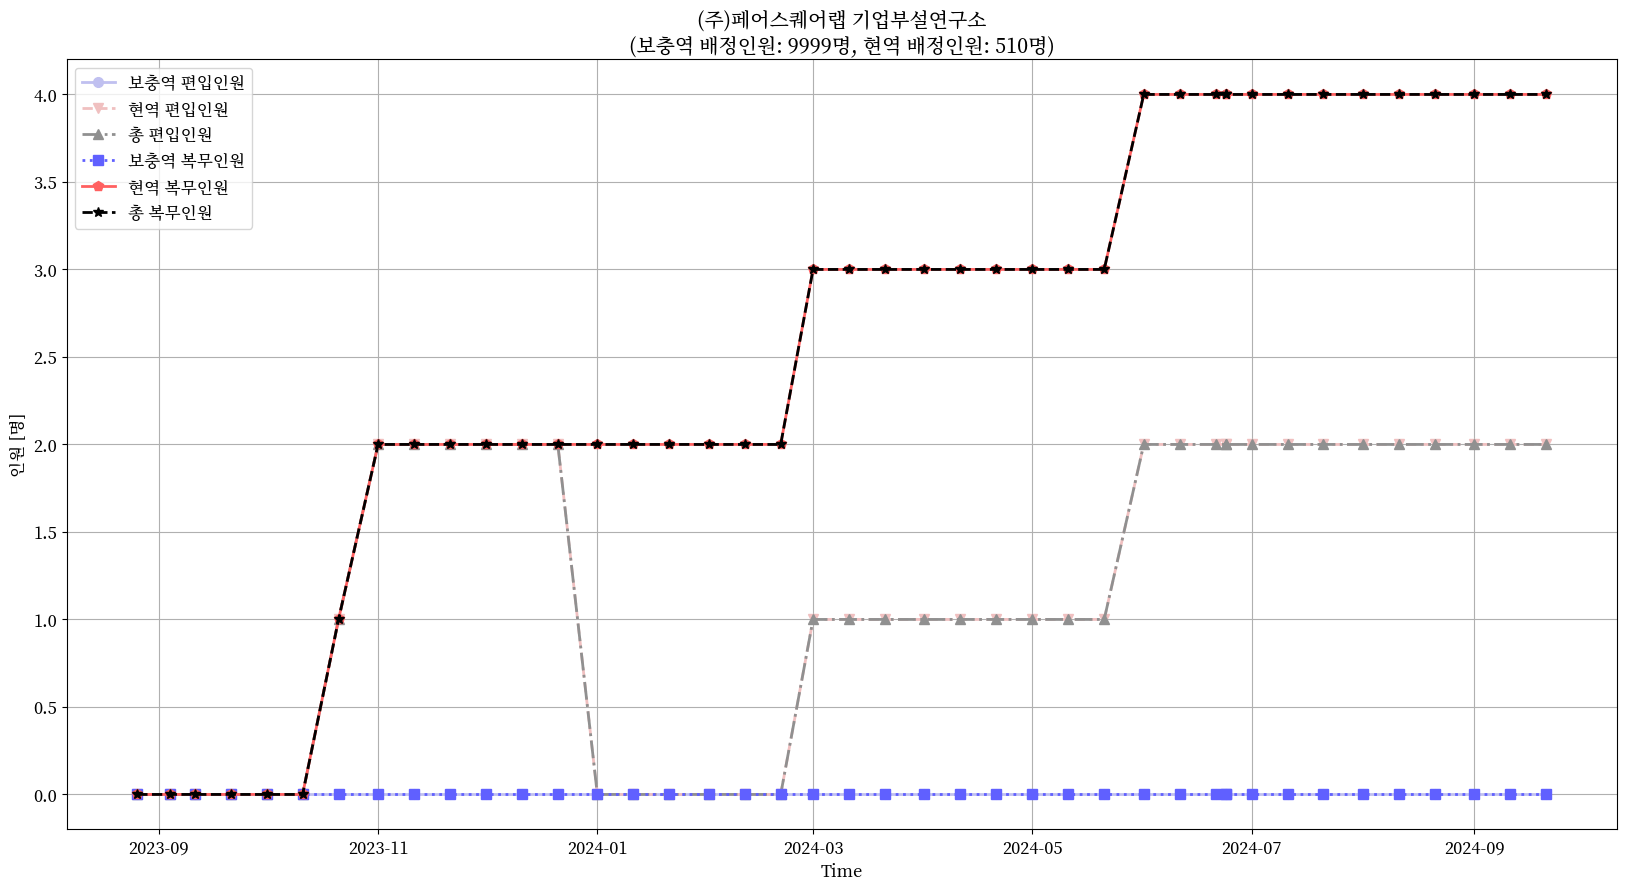 (주)페어스퀘어랩 기업부설연구소
(보충역 배정인원: 9999명, 현역 배정인원: 510명)
보충역 편입인원
현역 편입인원
총 편입인원
보충역 복무인원
현역 복무인원
총 복무인원
인원 [명]
4.0
3.5
3.0
2.5
2.0
1.5
1.0
0.5
0.0
2023-09 2023-11 2024-01 2024-03 2024-05 2024-07 2024-09
Time